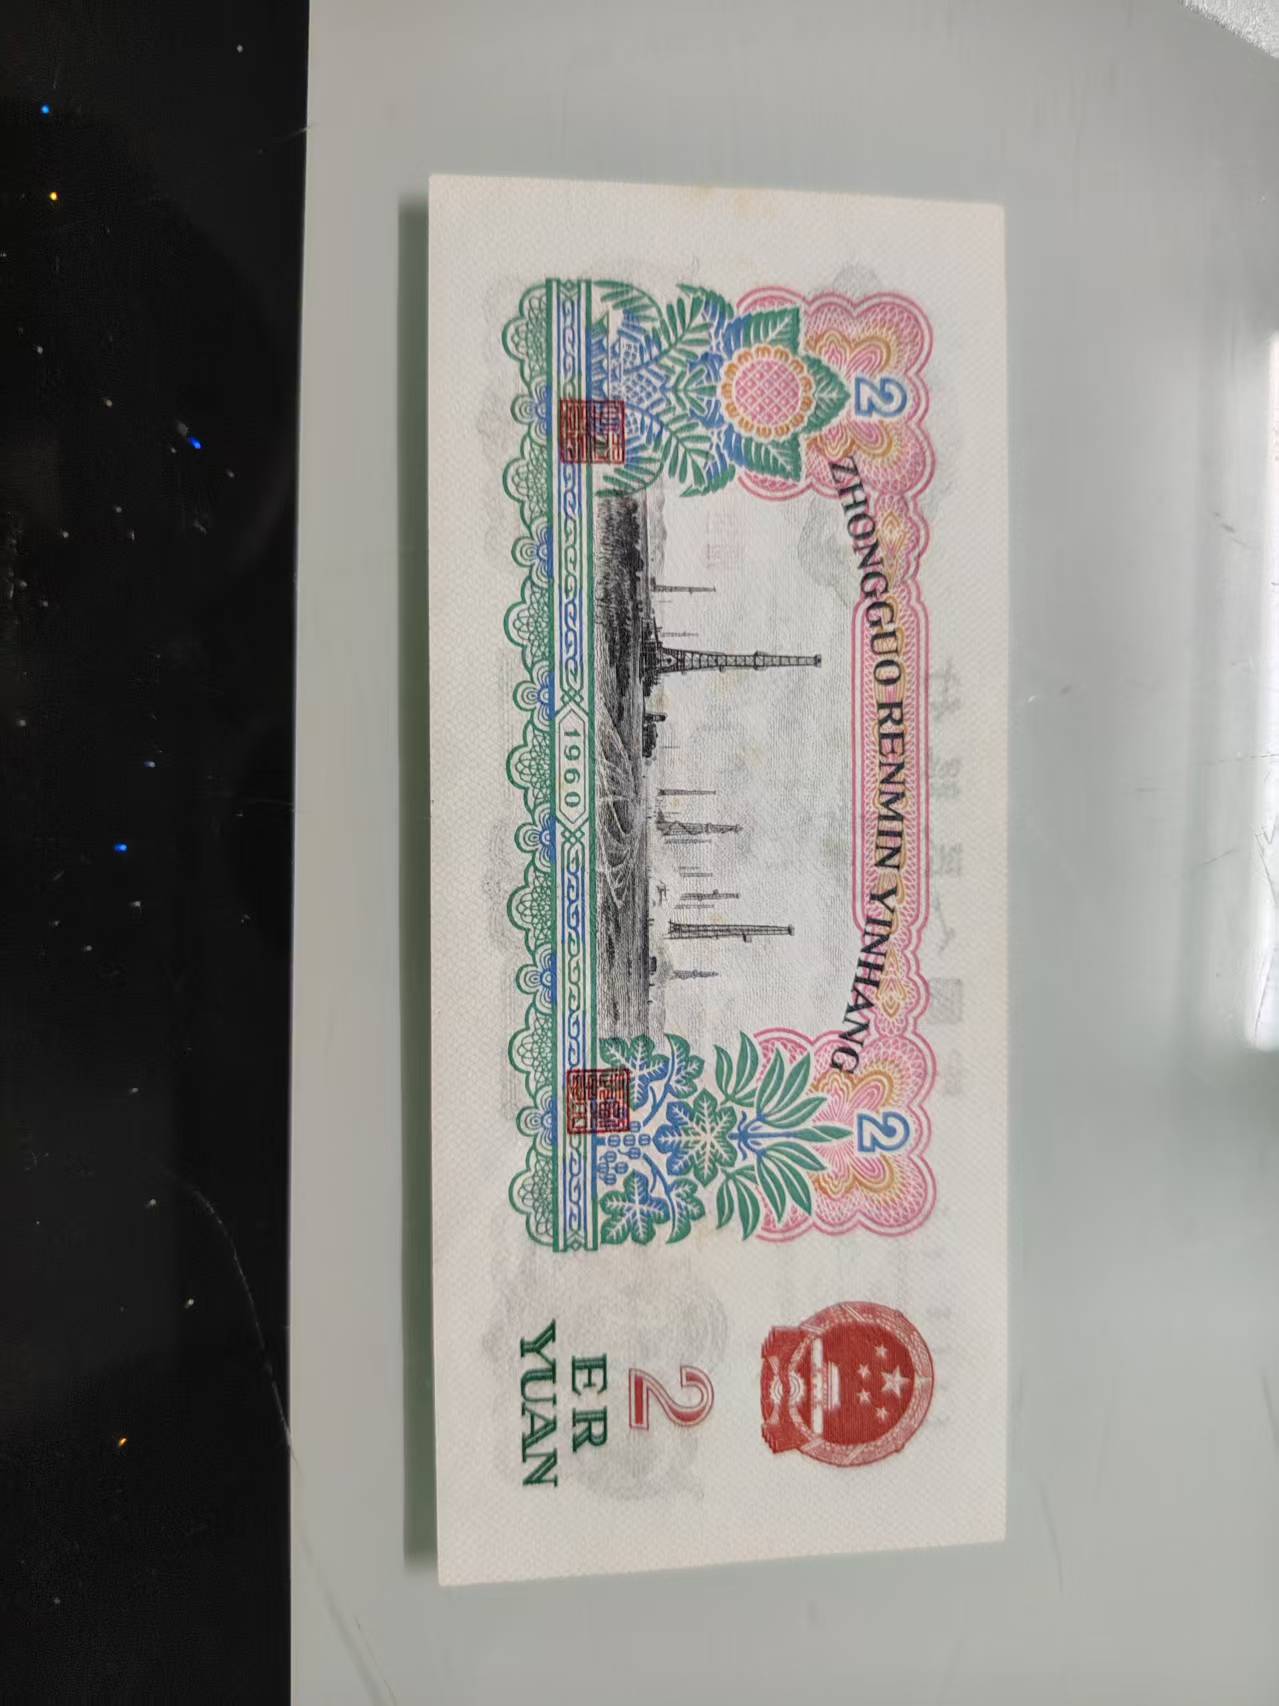 2
2
ZHONGGUO RENMIN YINHANG
2
ER
YUAN
1960